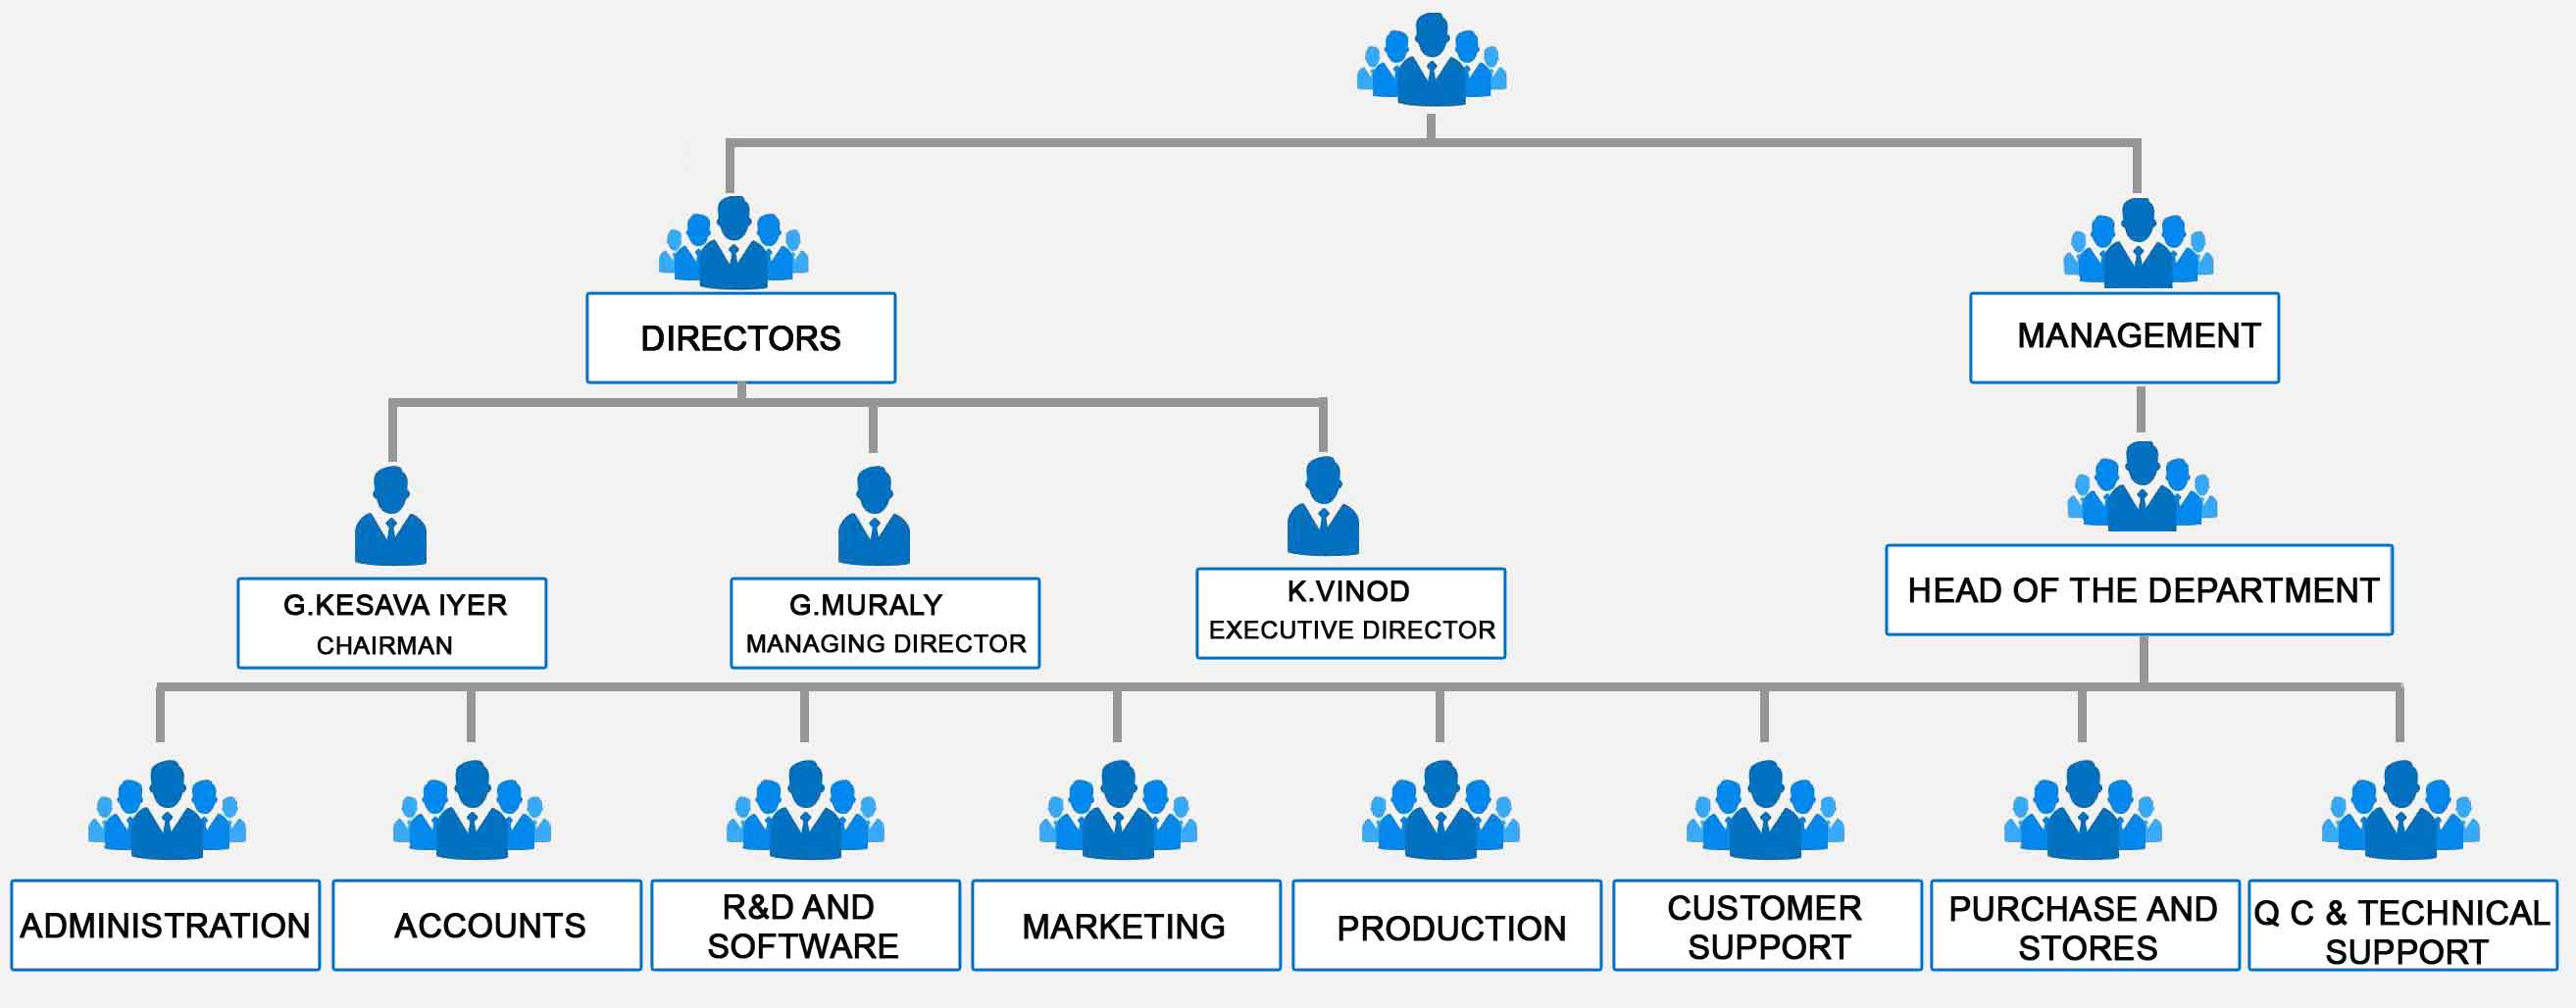 DIRECTORS
MANAGEMENT
G.KESAVA IYER
CHAIRMAN
G.MURALY
MANAGING DIRECTOR
K.VINOD
EXECUTIVE DIRECTOR
HEAD OF THE DEPARTMENT
ADMINISTRATION
ACCOUNTS
R&D AND
SOFTWARE
MARKETING
PRODUCTION
CUSTOMER
SUPPORT
PURCHASE AND
STORES
Q C & TECHNICAL
SUPPORT